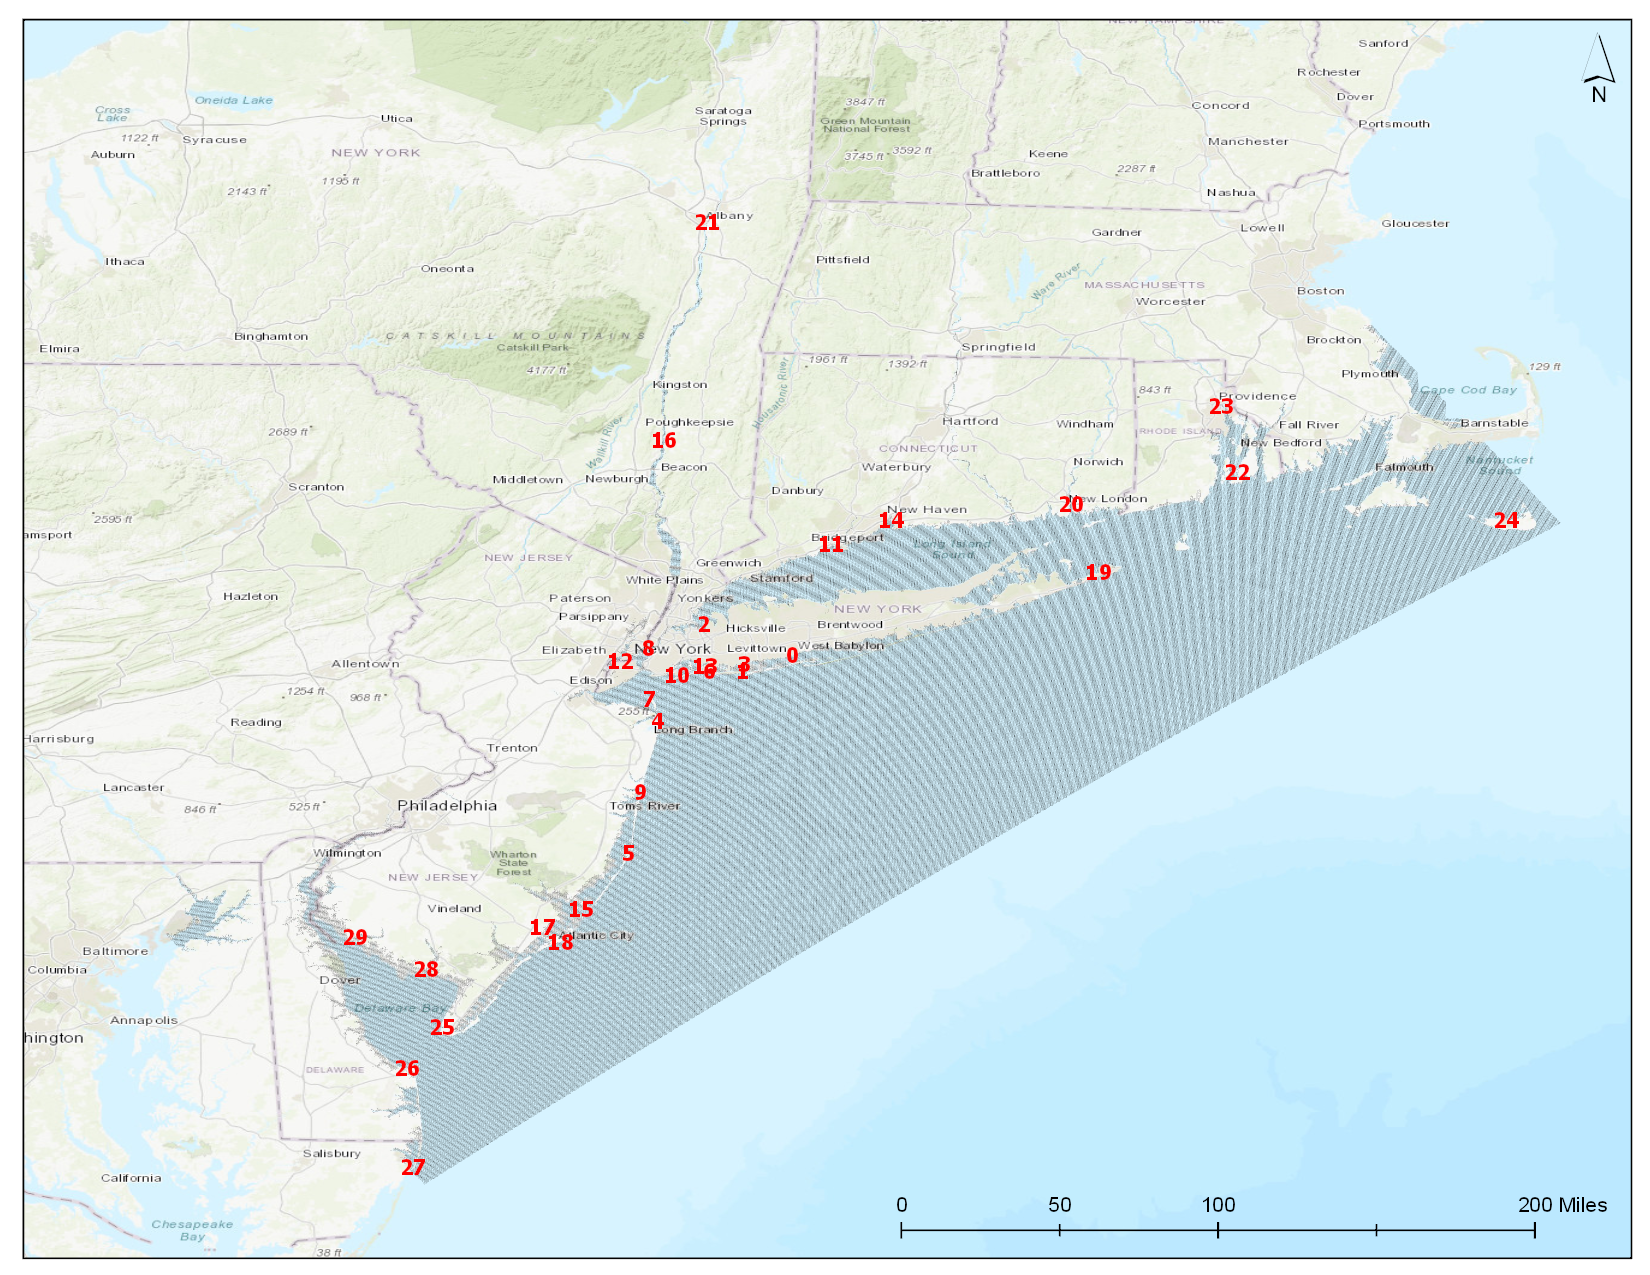 NEW HAMPSHIRE
Sanford
Rochester
Dover
Concord
Portsmouth
Manchester
N
Cross
Lake
Oneida Lake
Utica
Saratoga
Springs
3847 ft
Green Mountain
National Forest
3745 ft
3592 ft
Keene
2287 ft
Brattleboro
Nashua
1122 ft
Syracuse
Auburn
NEW YORK
2143 ft
1195 ft
21
Albany
Gloucester
Gardner
Lowell
Ithaca
Oneonta
Pittsfield
Ware River
MASSACHUSETTS
Worcester
Boston
Binghamton
CATSKILL MOUNTAINS
Catskill Park
4177 ft
Elmira
Springfield
Brockton
1961 ft
1392 ft
Housatonic River
Kingston
Plymouth
129 ft
Cape Cod Bay
843 ft
Providence
23
Poughkeepsie
16
Wallkill River
Hartford
Windham
RHODE ISLAND
Fall River
New Bedford
Barnstable
2689 ft
CONNECTICUT
Waterbury
Norwich
22
Falmouth
Nantucket
Sound
Beacon
Newburgh
Middletown
Scranton
Danbury
20
New London
24
2595 ft
amsport
14
New Haven
11
Bridgeport
Long Island
Sound
NEW JERSEY
Greenwich
Stamford
White Plains
19
Hazleton
Paterson
Yonkers
Parsippany
NEW YORK
2
Hicksville
Brentwood
Elizabeth
8
New York
Levittown
West Babylon
0
12
13
3
6
1
10
Allentown
Edison
7
1254 ft
968 ft
255 ft
4
Long Branch
Reading
Harrisburg
Trenton
Lancaster
846 ft
525 ft
Philadelphia
9
Toms River
5
Wilmington
Wharton
State
Forest
NEW JERSEY
Vineland
15
17
18
Atlantic City
29
28
Baltimore
Columbia
Dover
Delaware Bay
Annapolis
25
hington
26
DELAWARE
Salisbury
27
California
Chesapeake
Bay
38 ft
0
50
100
200 Miles